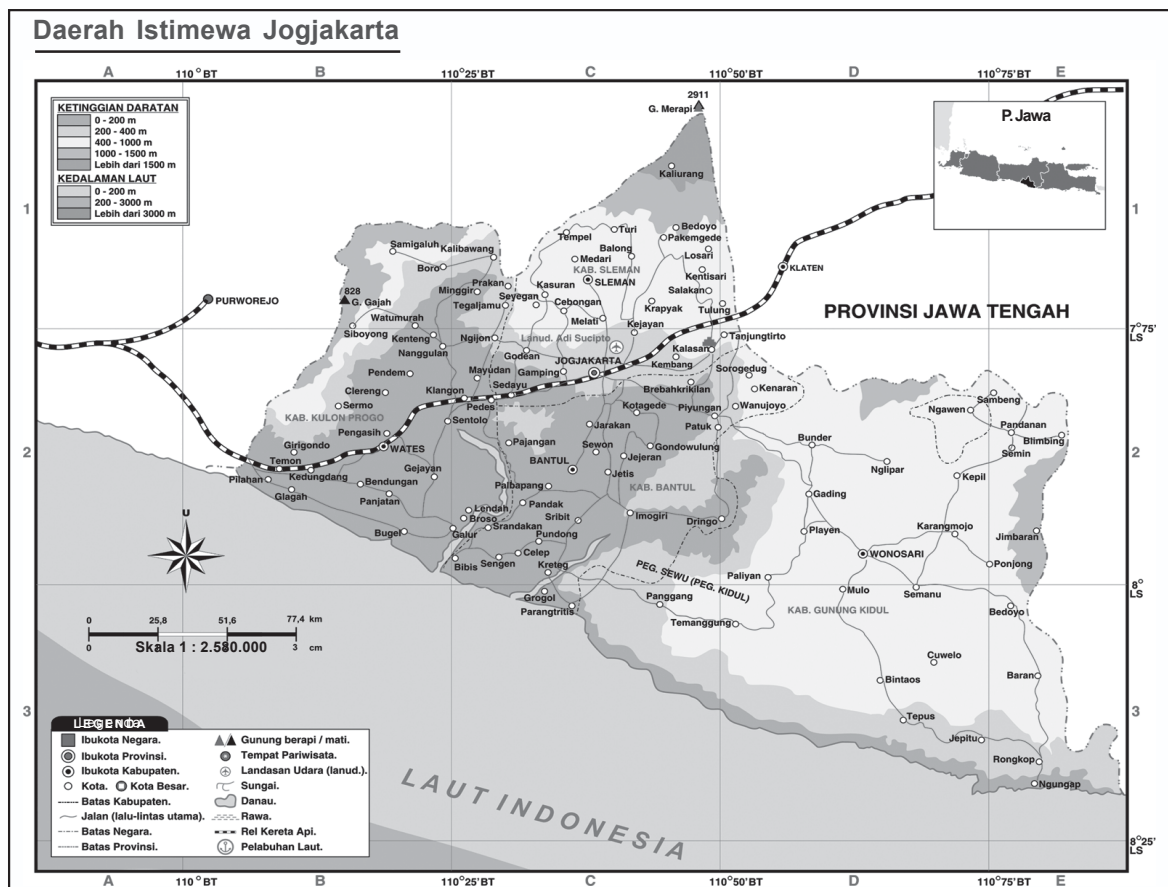 Daerah Istimewa Jogjakarta
A 110° BT B 110°25' BT C 110°50' BT D 110°75' BT E
KETINGGIAN DARATAN
0 - 200 m
200 - 400 m
400 - 1000 m
1000 - 1500 m
Lebih dari 1500 m
KEDALAMAN LAUT
0 - 200 m
200 - 3000 m
Lebih dari 3000 m
2911
G. Merapi
P. Jawa
Kaliurang
1
1
Bedoyo
Turi
Tempel
Pakemgede
Samigaluh
Kalibawang
Balong
Losari
Medari
KAB. SLEMAN
Boro
Kentisari
KLATEN
SLEMAN
Prakan
Kasuran
Minggir
Seyegan
Salakan
828
G. Gajah
PURWOREJO
Tegaljamu
Cebongan
Krapyak
Tulung
PROVINSI JAWA TENGAH
Watumurah
Melati
Kejayan
7°75'
LS
Siboyong
Kenteng
Ngijon
Lanud. Adi Sucipto
Tanjungtirto
Nanggulan
Godean
Kalasan
JOGJAKARTA
Kembang
Sorogedug
Pendem
Mayudan
Gamping
Sedayu
Brebahkrikilan
Kenaran
Clereng
Klangon
Sambeng
Sermo
Pedes
Kotagede
Piyungan
Wanujoyo
Ngawen
KAB. KULON PROGO
Sentolo
Jarakan
Patuk
Pandanan
Pengasih
Girigondo
WATES
Pajangan
Sewon
Gondowulung
Bunder
Blimbing
Semin
2
2
Temon
BANTUL
Jejeran
Nglipar
Pilahan
Kedungdang
Gejayan
Jetis
Kepil
Bendungan
Palbapang
KAB. BANTUL
Glagah
Panjatan
Gading
Lendah
Pandak
Broso
Sribit
Imogiri
Dringo
U
Bugel
Galur
Srandakan
Pundong
Playen
Karangmojo
Jimbaran
Celep
WONOSARI
Bibis
Sengen
Kreteg
PEG. SEWU (PEG. KIDUL)
Paliyan
Ponjong
8°
LS
Grogol
Panggang
Mulo
Semanu
Parangtritis
KAB. GUNUNG KIDUL
Bedoyo
0 25,8 51,6 77,4 km
Temanggung
0 Skala 1 : 2.580.000 3 cm
Cuwelo
Bintaos
Baran
3
3
Tepus
LEGENDA
Jepitu
Ibukota Negara.
Gunung berapi / mati.
Ibukota Provinsi.
Tempat Pariwisata.
Rongkop
Ibukota Kabupaten.
Landasan Udara (lanud.).
Kota. Kota Besar.
Sungai.
Ngungap
Batas Kabupaten.
Danau.
Jalan (lalu-lintas utama).
Rawa.
Batas Negara.
Rel Kereta Api.
Batas Provinsi.
Pelabuhan Laut.
LAUT INDONESIA
8°25'
LS
A 110° BT B 110°25' BT C 110°50' BT D 110°75' BT E